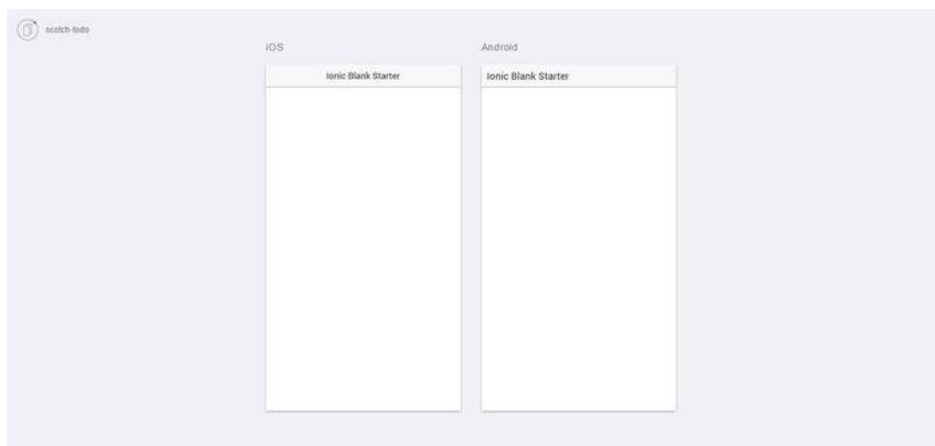 scotch-todo
iOS
Android
Ionic Blank Starter
Ionic Blank Starter